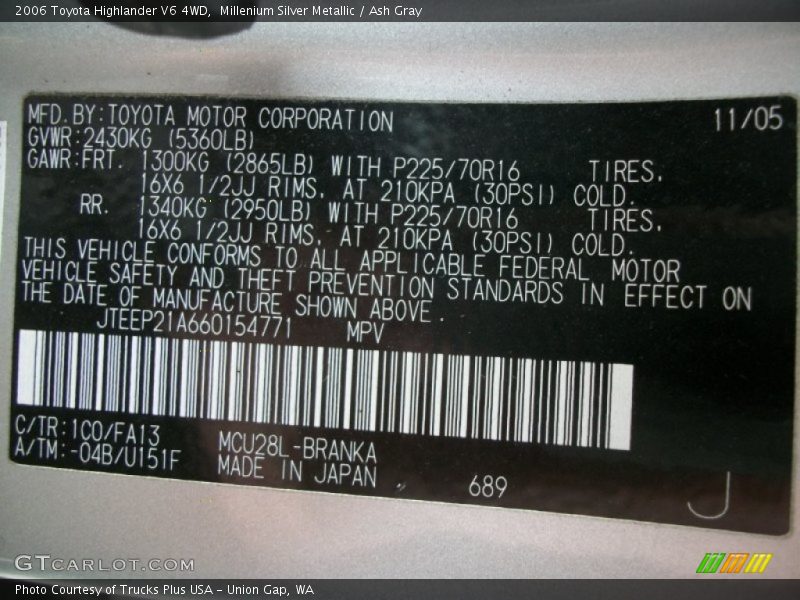 2006 Toyota Highlander V6 4WD,  Millenium Silver Metallic / Ash Gray
MFD.BY:TOYOTA MOTOR CORPORATION 11/05
GVWR:2430KG (5360LB)
GAWR:FRT. 1300KG (2865LB) WITH P225/70R16 TIRES,
16X6 1/2JJ RIMS, AT 210KPA (30PSI) COLD.
RR. 1340KG (2950LB) WITH P225/70R16 TIRES,
16X6 1/2JJ RIMS, AT 210KPA (30PSI) COLD.
THIS VEHICLE CONFORMS TO ALL APPLICABLE FEDERAL MOTOR
VEHICLE SAFETY AND THEFT PREVENTION STANDARDS IN EFFECT ON
THE DATE OF MANUFACTURE SHOWN ABOVE.
JTEEP21A660154771 MPV
C/TR:1C0/FA13 MCU28L-BRANKA
A/TM:-04B/U151F MADE IN JAPAN 689 J
GTCARLOT.COM
Photo Courtesy of Trucks Plus USA - Union Gap, WA